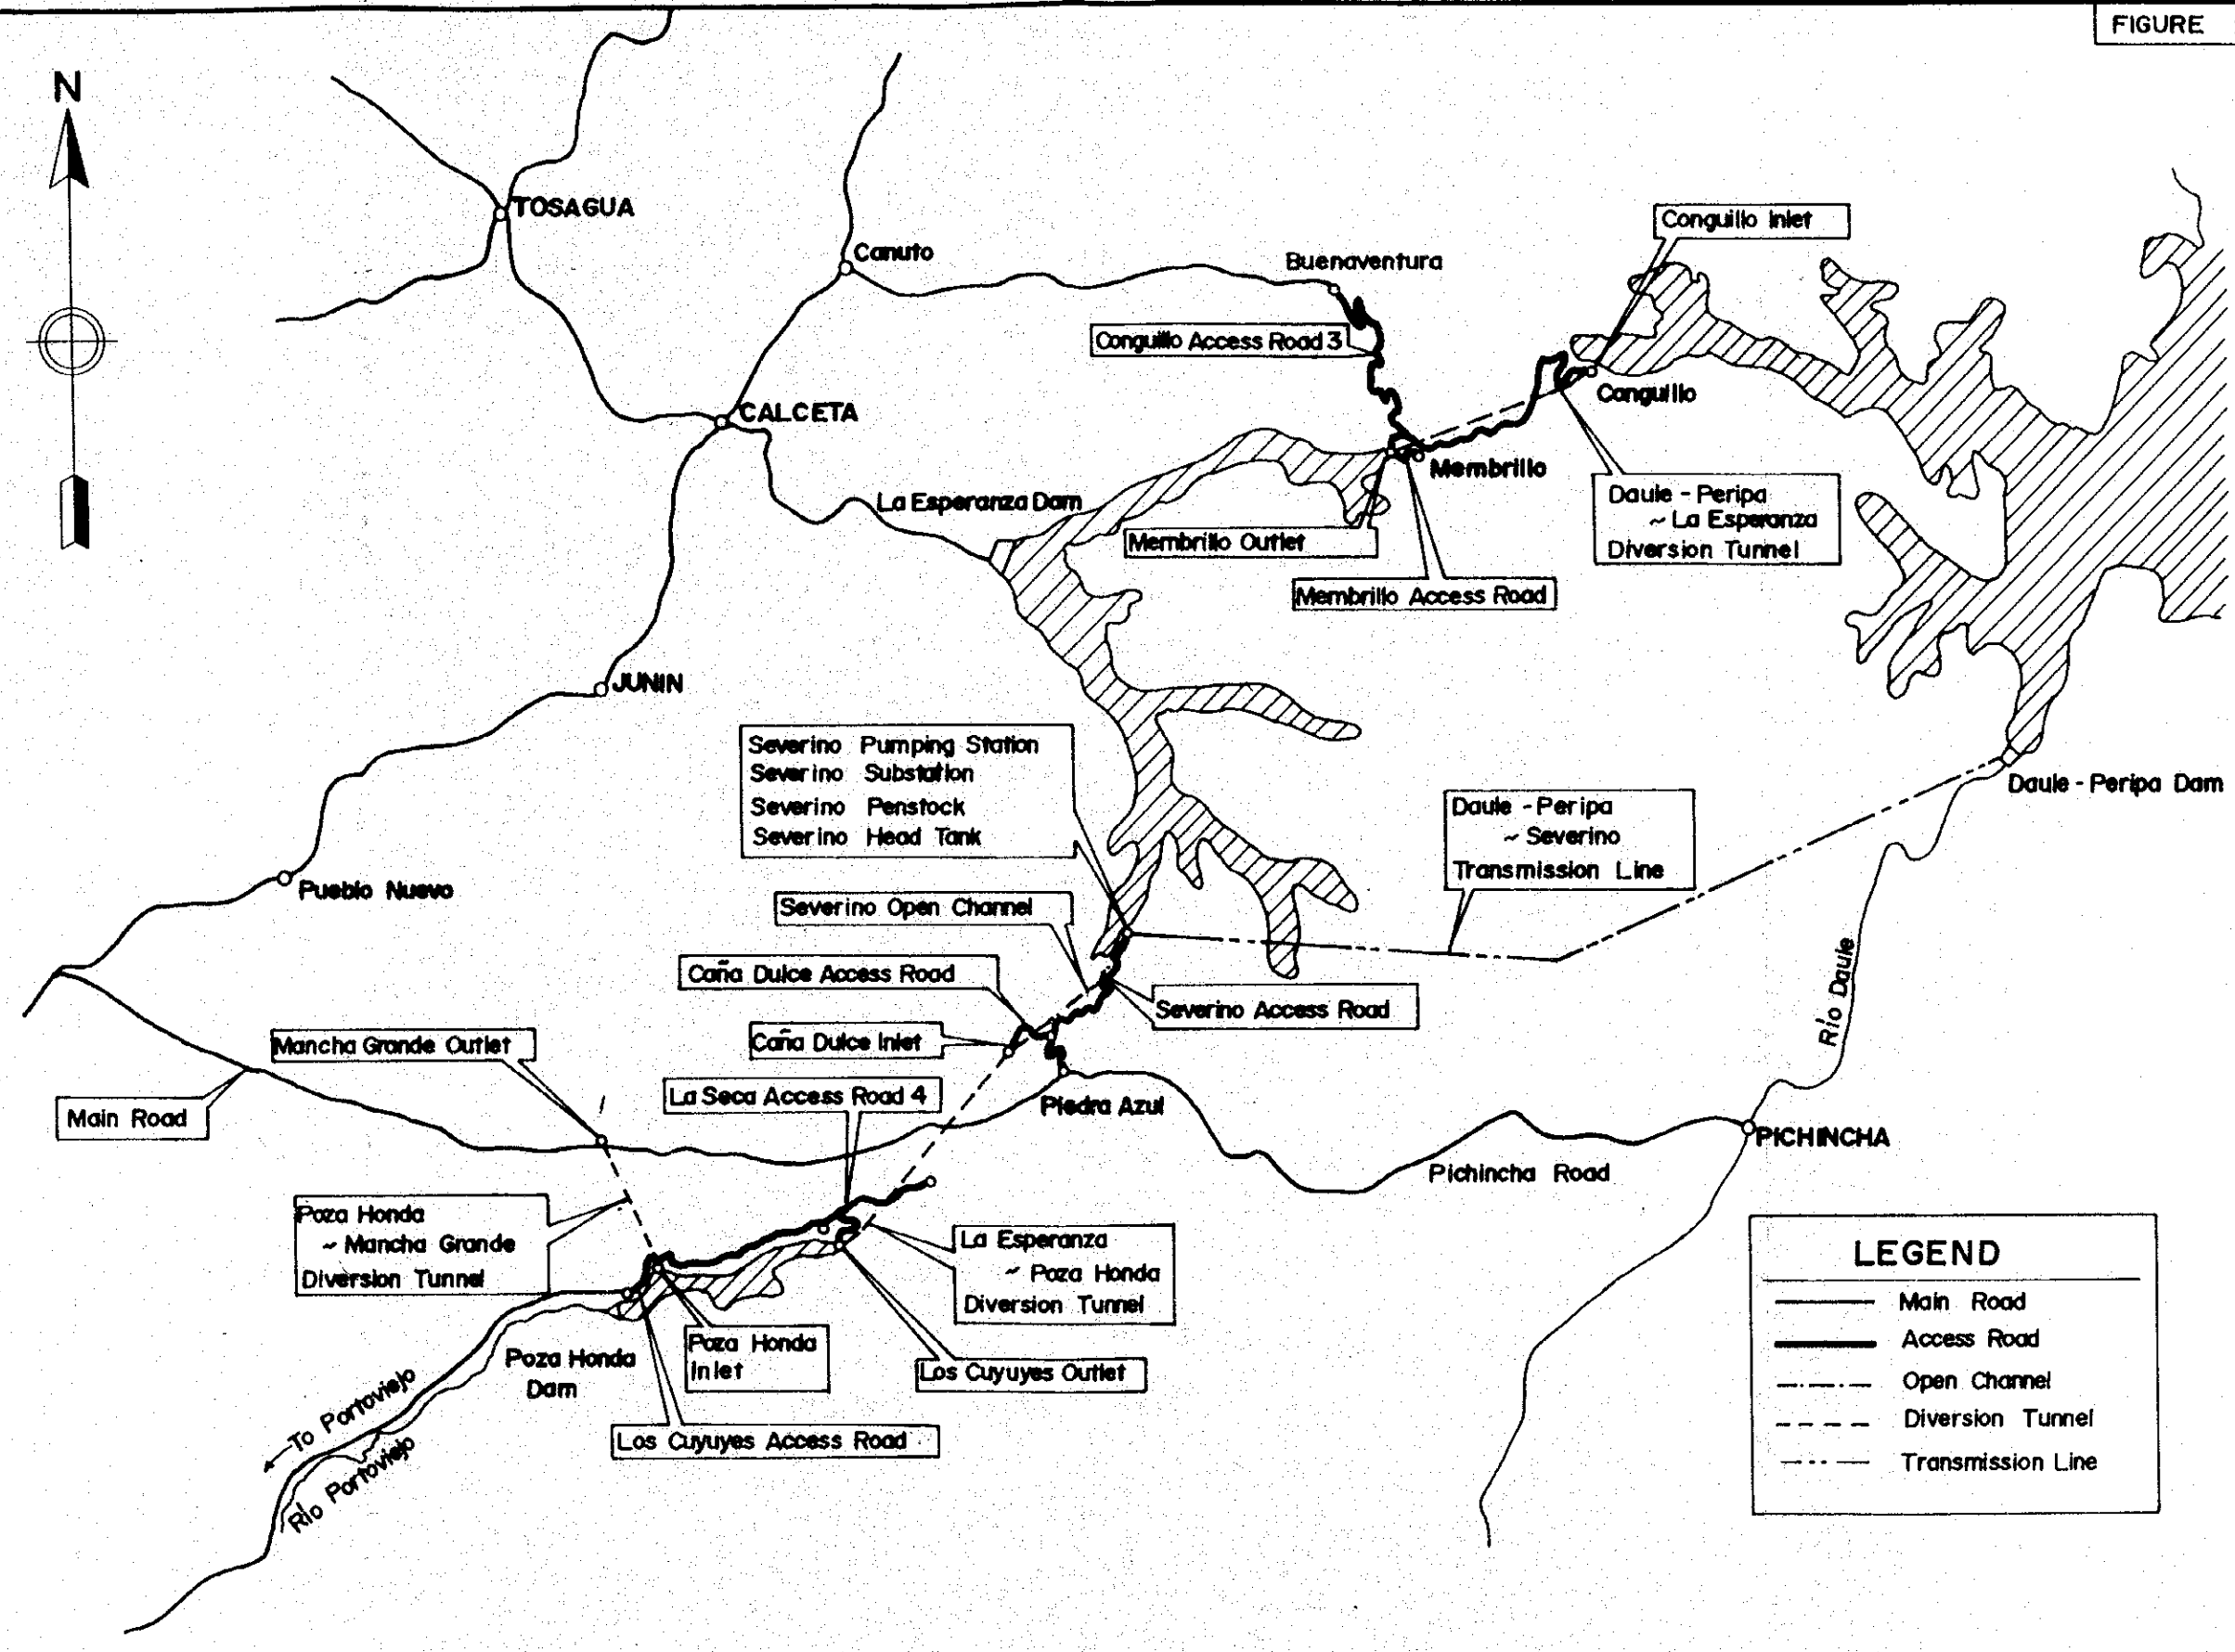 FIGURE
N
TOSAGUA
Canuto
Buenaventura
Conguillo Inlet
Conguillo Access Road 3
Conguillo
CALCETA
La Esperanza Dam
Membrillo
Membrillo Outlet
Daule - Peripa
~ La Esperanza
Diversion Tunnel
Membrillo Access Road
JUNIN
Severino Pumping Station
Severino Substation
Severino Penstock
Severino Head Tank
Daule - Peripa
~ Severino
Transmission Line
Daule - Peripa Dam
Pueblo Nuevo
Severino Open Channel
Caña Dulce Access Road
Severino Access Road
Río Daule
Mancha Grande Outlet
Caña Dulce Inlet
La Seca Access Road 4
Main Road
Piedra Azul
PICHINCHA
Pichincha Road
Poza Honda
~ Mancha Grande
Diversion Tunnel
La Esperanza
~ Poza Honda
Diversion Tunnel
Poza Honda
Dam
Poza Honda
Inlet
Los Cuyuyes Outlet
Los Cuyuyes Access Road
To Portoviejo
Río Portoviejo
LEGEND
Main Road
Access Road
Open Channel
Diversion Tunnel
Transmission Line